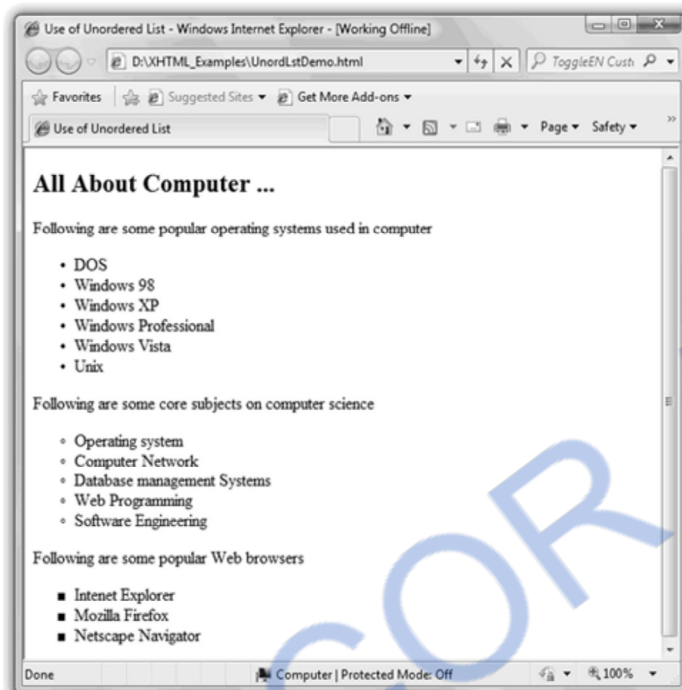 Use of Unordered List - Windows Internet Explorer - [Working Offline]
D:\XHTML_Examples\UnordLstDemo.html
ToggleEN Custi
Favorites Suggested Sites Get More Add-ons
Use of Unordered List Page Safety »
All About Computer ...
Following are some popular operating systems used in computer
• DOS
• Windows 98
• Windows XP
• Windows Professional
• Windows Vista
• Unix
Following are some core subjects on computer science
◦ Operating system
◦ Computer Network
◦ Database management Systems
◦ Web Programming
◦ Software Engineering
Following are some popular Web browsers
■ Intenet Explorer
■ Mozilla Firefox
■ Netscape Navigator
COR
Done Computer | Protected Mode: Off 100%